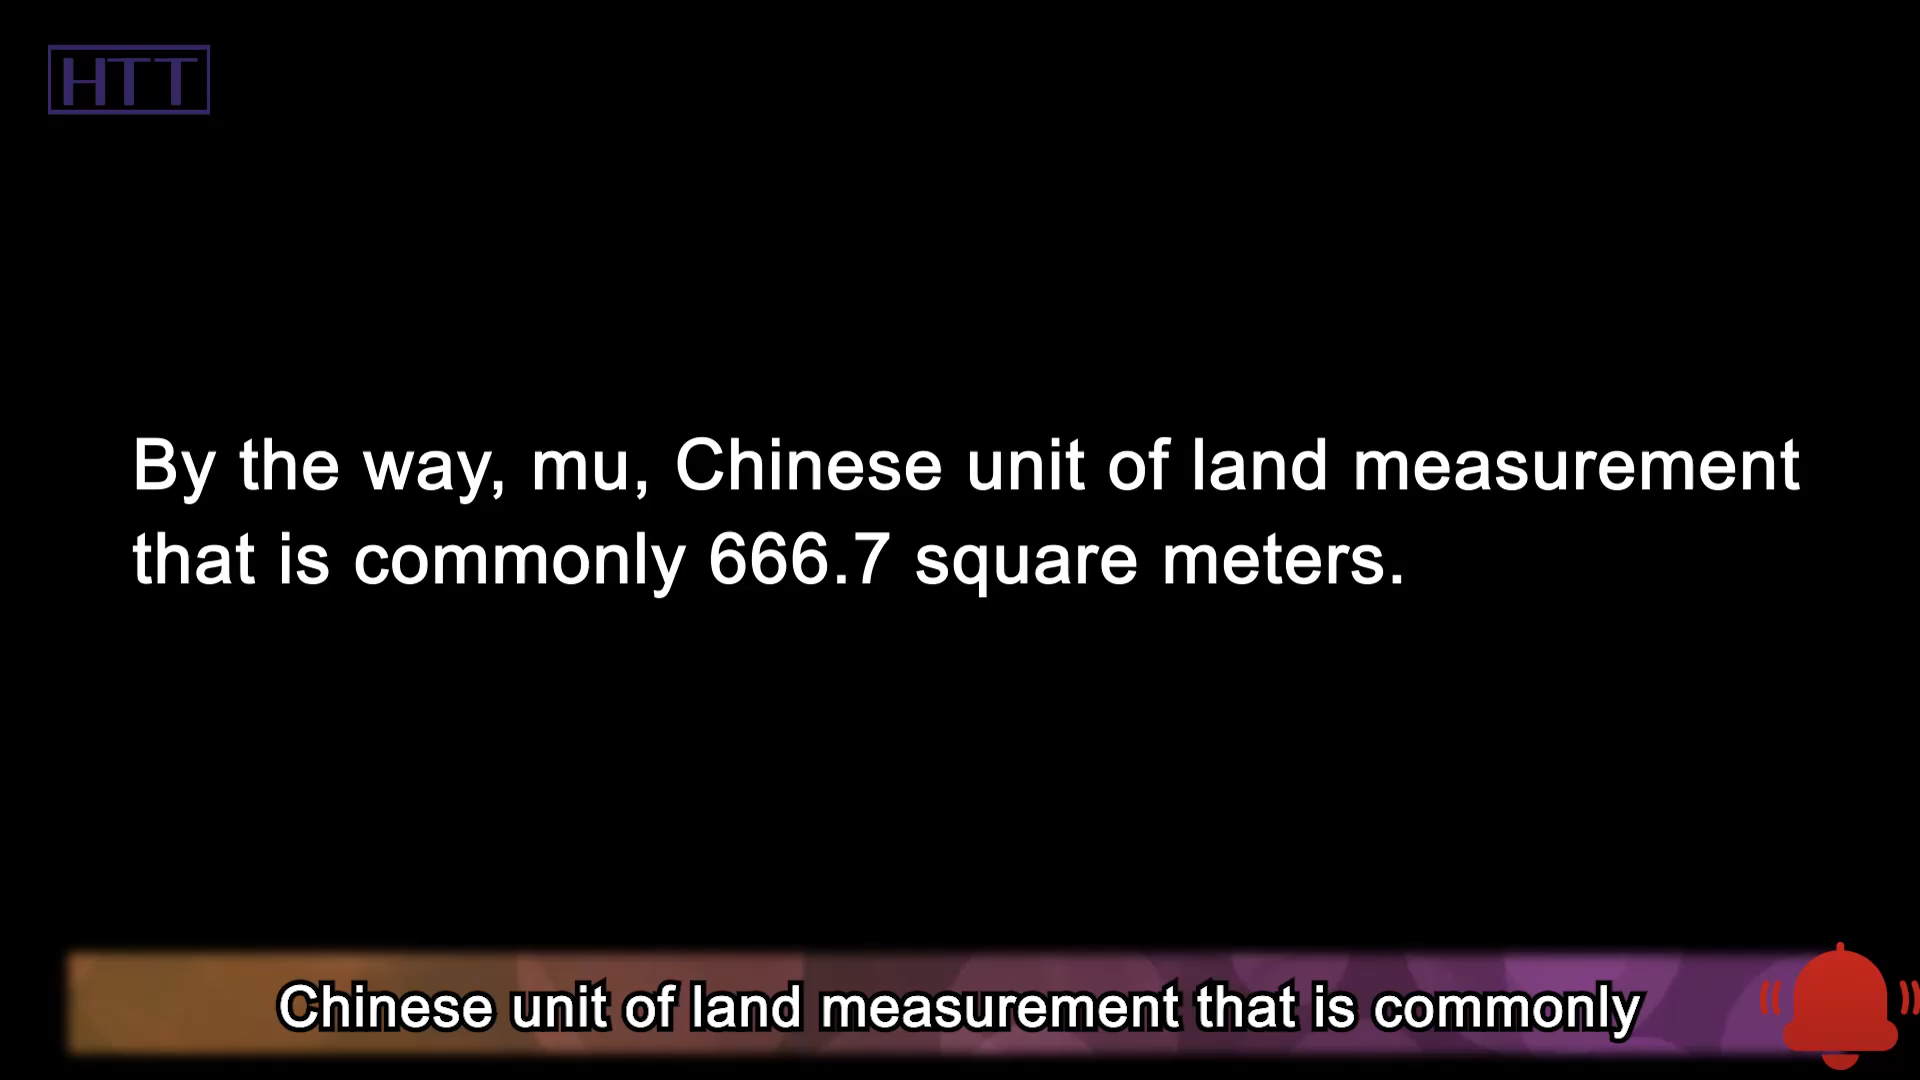 HTT
By the way, mu, Chinese unit of land measurement
that is commonly 666.7 square meters.
Chinese unit of land measurement that is commonly